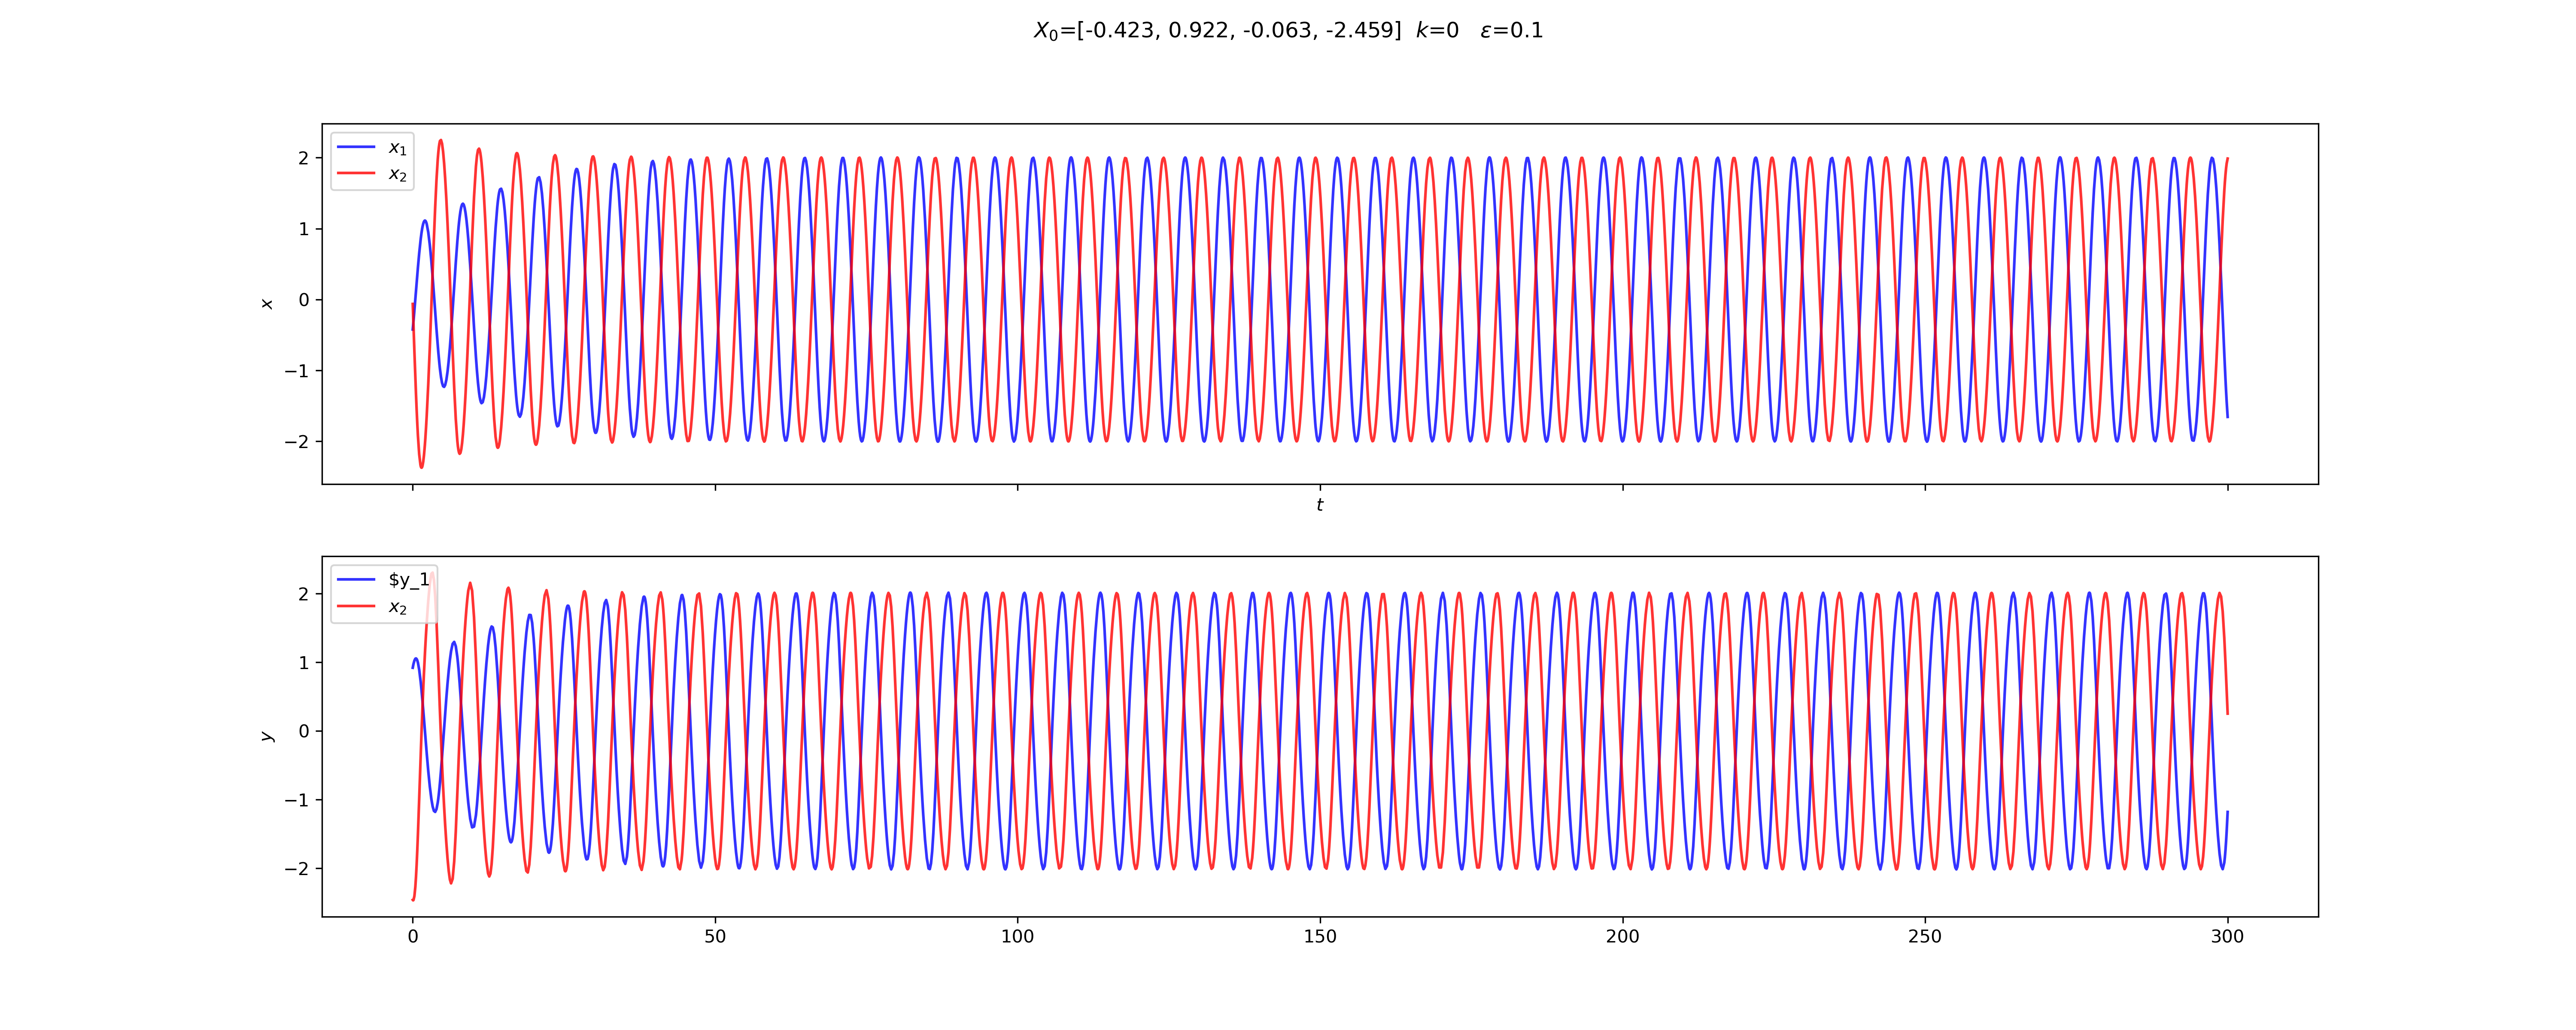 X₀=[-0.423, 0.922, -0.063, -2.459] k=0 ε=0.1
x₁
x₂
2
1
0
−1
−2
x
t
$y_1
x₂
2
1
0
−1
−2
y
0 50 100 150 200 250 300